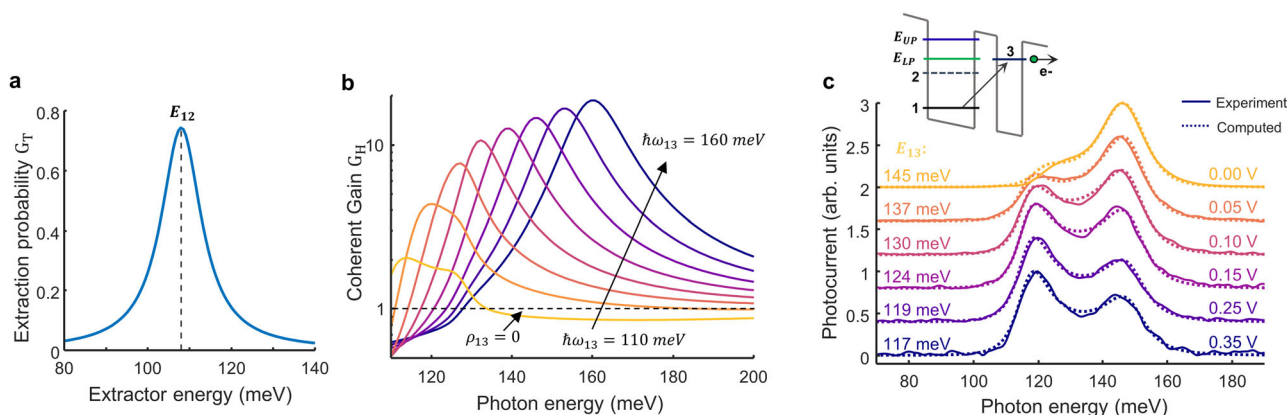 a
E₁₂
Extraction probability G_T
0.8
0.6
0.4
0.2
0
80
100
120
140
Extractor energy (meV)
b
Coherent Gain G_H
10
1
ħω₁₃ = 160 meV
ρ₁₃ = 0
ħω₁₃ = 110 meV
120
140
160
180
200
Photon energy (meV)
E_UP
E_LP
2
1
3
e-
c
Experiment
Computed
Photocurrent (arb. units)
3
2.5
2
1.5
1
0.5
0
E₁₃:
145 meV
0.00 V
137 meV
0.05 V
130 meV
0.10 V
124 meV
0.15 V
119 meV
0.25 V
117 meV
0.35 V
80
100
120
140
160
180
Photon energy (meV)